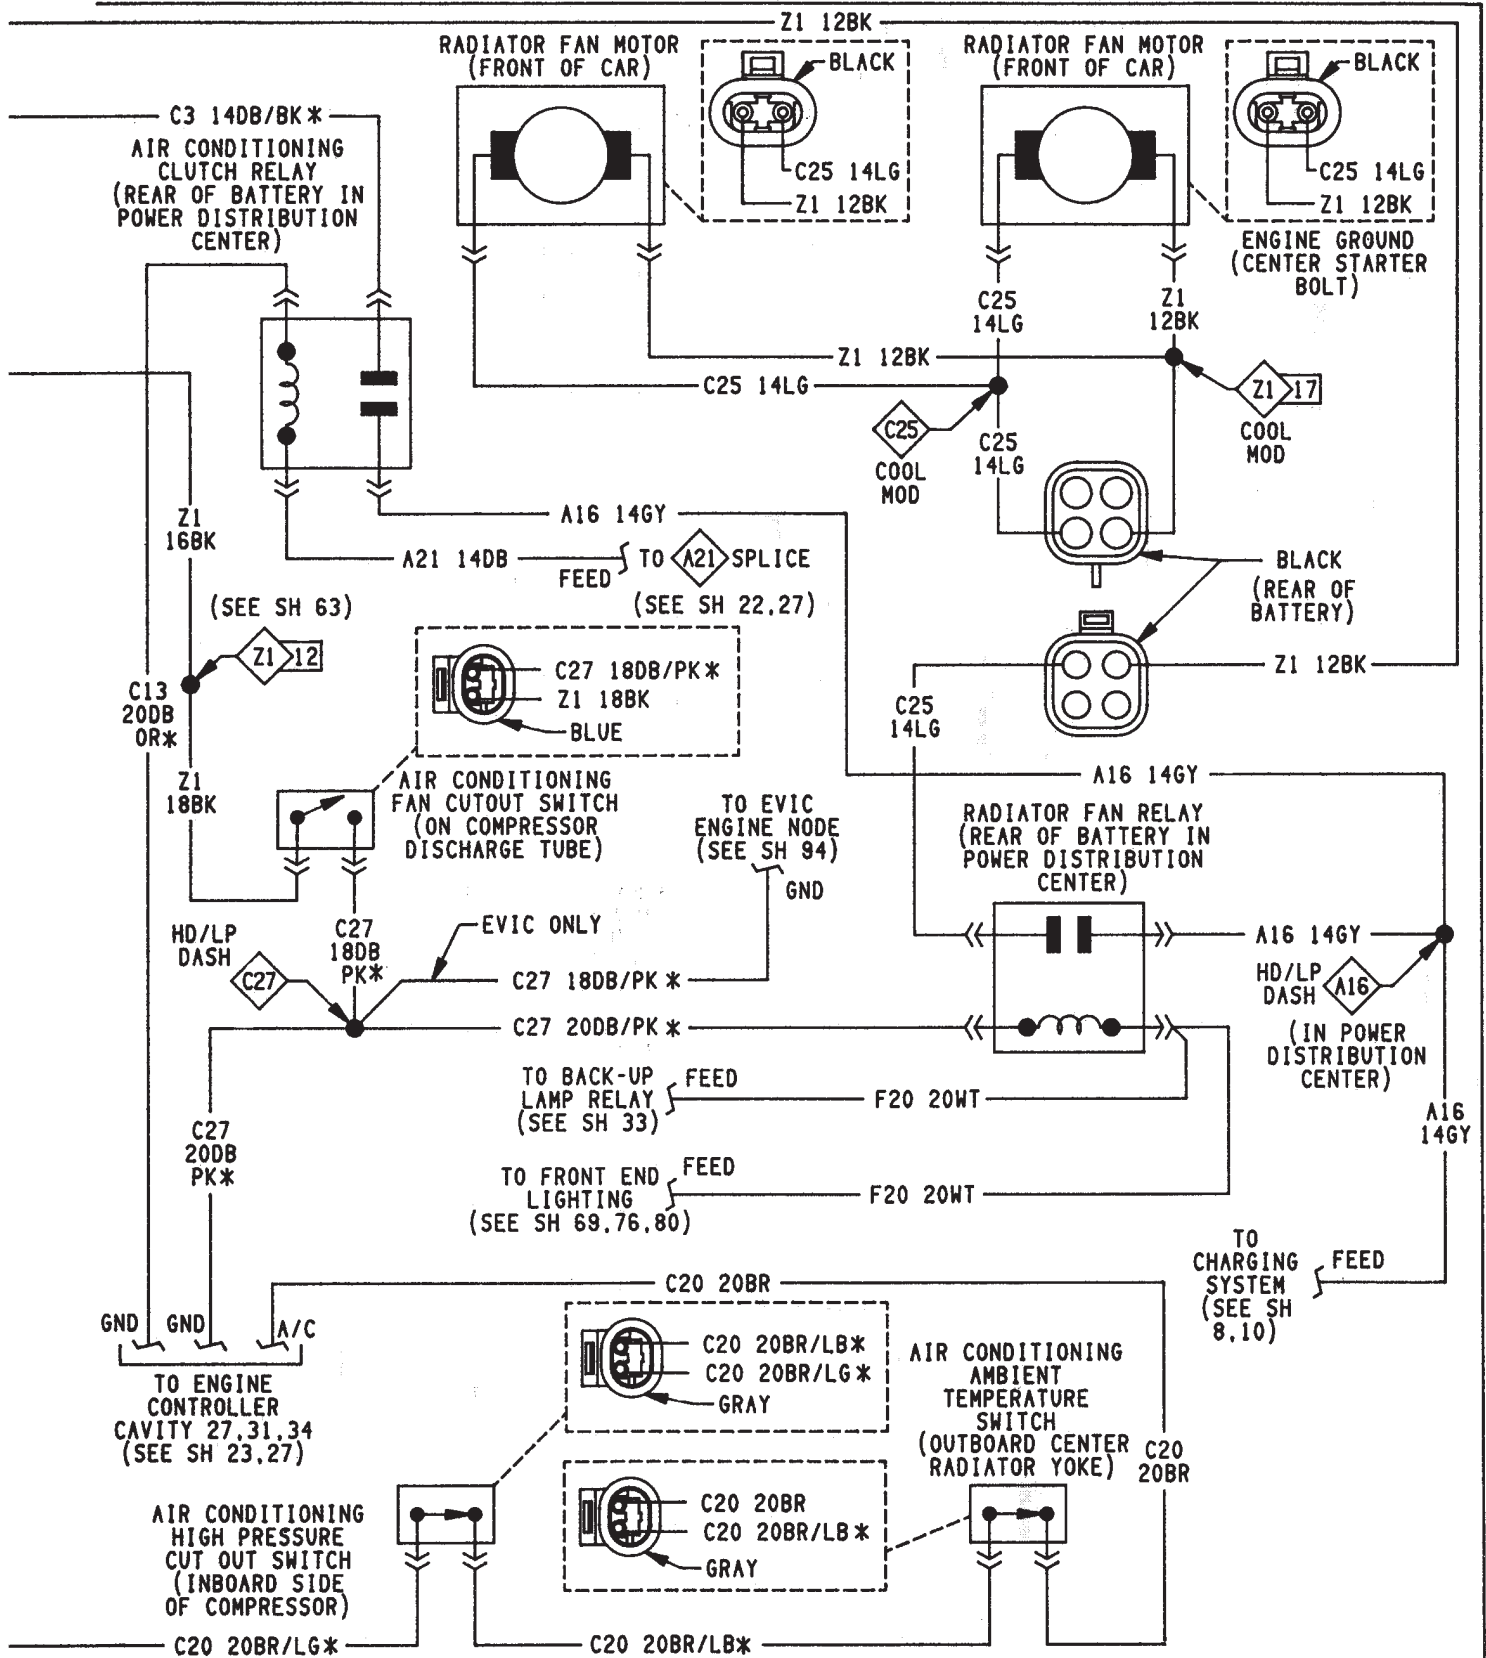 Z1 12BK
RADIATOR FAN MOTOR
(FRONT OF CAR)
BLACK
C25 14LG
Z1 12BK
RADIATOR FAN MOTOR
(FRONT OF CAR)
BLACK
C25 14LG
Z1 12BK
ENGINE GROUND
(CENTER STARTER
BOLT)
C3 14DB/BK*
AIR CONDITIONING
CLUTCH RELAY
(REAR OF BATTERY IN
POWER DISTRIBUTION
CENTER)
C25
14LG
Z1
12BK
Z1 12BK
C25 14LG
C25
COOL
MOD
C25
14LG
Z1 17
COOL
MOD
Z1
16BK
A16 14GY
A21 14DB
FEED
TO A21 SPLICE
(SEE SH 22,27)
BLACK
(REAR OF
BATTERY)
(SEE SH 63)
Z1 12
C27 18DB/PK*
Z1 18BK
BLUE
Z1 12BK
C13
20DB
OR*
C25
14LG
Z1
18BK
AIR CONDITIONING
FAN CUTOUT SWITCH
(ON COMPRESSOR
DISCHARGE TUBE)
TO EVIC
ENGINE NODE
(SEE SH 94)
GND
A16 14GY
RADIATOR FAN RELAY
(REAR OF BATTERY IN
POWER DISTRIBUTION
CENTER)
HD/LP
DASH
C27
C27
18DB
PK*
EVIC ONLY
C27 18DB/PK*
A16 14GY
HD/LP
DASH
A16
(IN POWER
DISTRIBUTION
CENTER)
C27 20DB/PK*
TO BACK-UP
LAMP RELAY
(SEE SH 33)
FEED
F20 20WT
C27
20DB
PK*
A16
14GY
TO FRONT END
LIGHTING
(SEE SH 69,76,80)
FEED
F20 20WT
TO
CHARGING
SYSTEM
(SEE SH
8,10)
FEED
C20 20BR
GND
GND
A/C
TO ENGINE
CONTROLLER
CAVITY 27,31,34
(SEE SH 23,27)
C20 20BR/LB*
C20 20BR/LG*
GRAY
AIR CONDITIONING
AMBIENT
TEMPERATURE
SWITCH
(OUTBOARD CENTER
RADIATOR YOKE)
C20
20BR
AIR CONDITIONING
HIGH PRESSURE
CUT OUT SWITCH
(INBOARD SIDE
OF COMPRESSOR)
C20 20BR
C20 20BR/LB*
GRAY
C20 20BR/LG*
C20 20BR/LB*